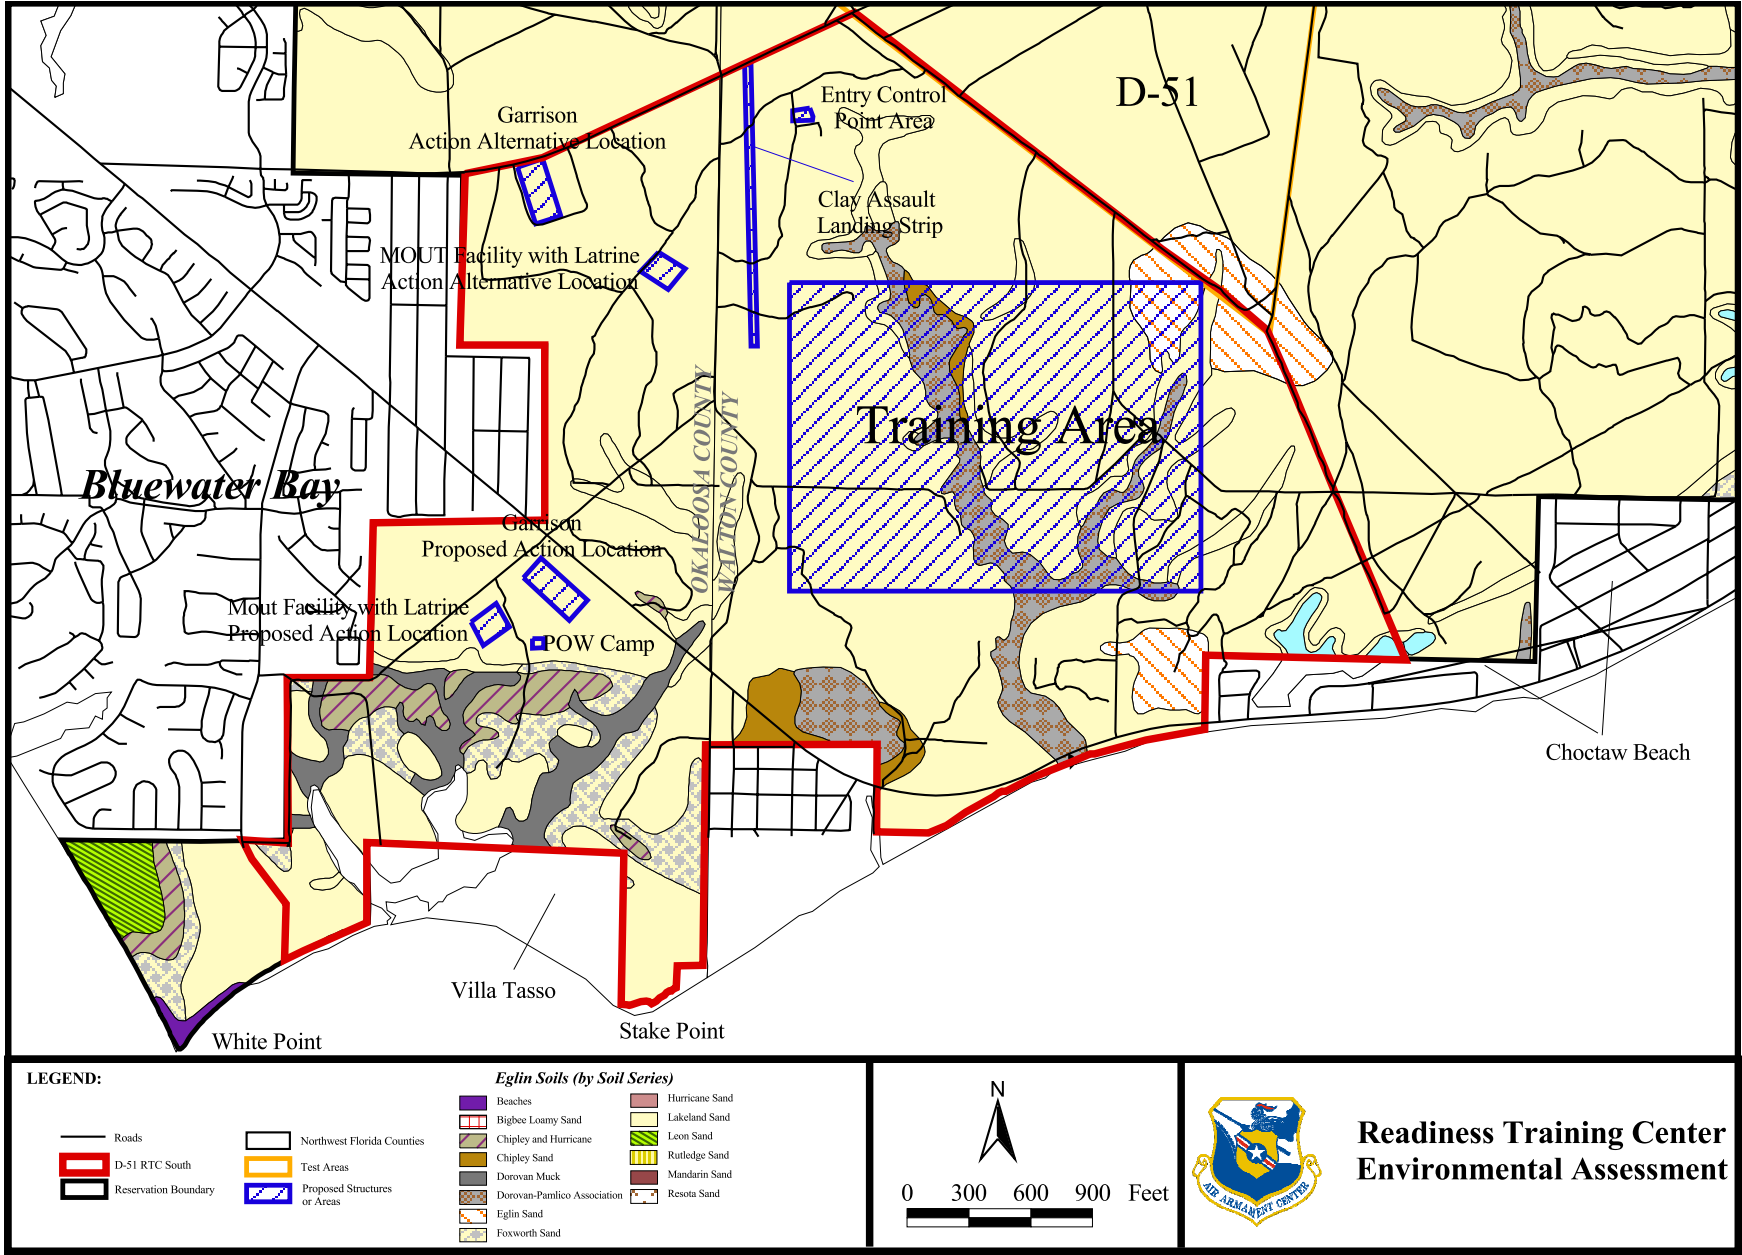 D-51
Entry Control
Point Area
Garrison
Action Alternative Location
Clay Assault
Landing Strip
MOUT Facility with Latrine
Action Alternative Location
OKALOOSA COUNTY
WALTON COUNTY
Training Area
Bluewater Bay
Garrison
Proposed Action Location
Mout Facility with Latrine
Proposed Action Location
POW Camp
Choctaw Beach
Villa Tasso
Stake Point
White Point
LEGEND:
Roads
D-51 RTC South
Reservation Boundary
Northwest Florida Counties
Test Areas
Proposed Structures
or Areas
Eglin Soils (by Soil Series)
Beaches
Bigbee Loamy Sand
Chipley and Hurricane
Chipley Sand
Dorovan Muck
Dorovan-Pamlico Association
Eglin Sand
Foxworth Sand
Hurricane Sand
Lakeland Sand
Leon Sand
Rutledge Sand
Mandarin Sand
Resota Sand
N
0 300 600 900 Feet
AIR ARMAMENT CENTER
Readiness Training Center
Environmental Assessment